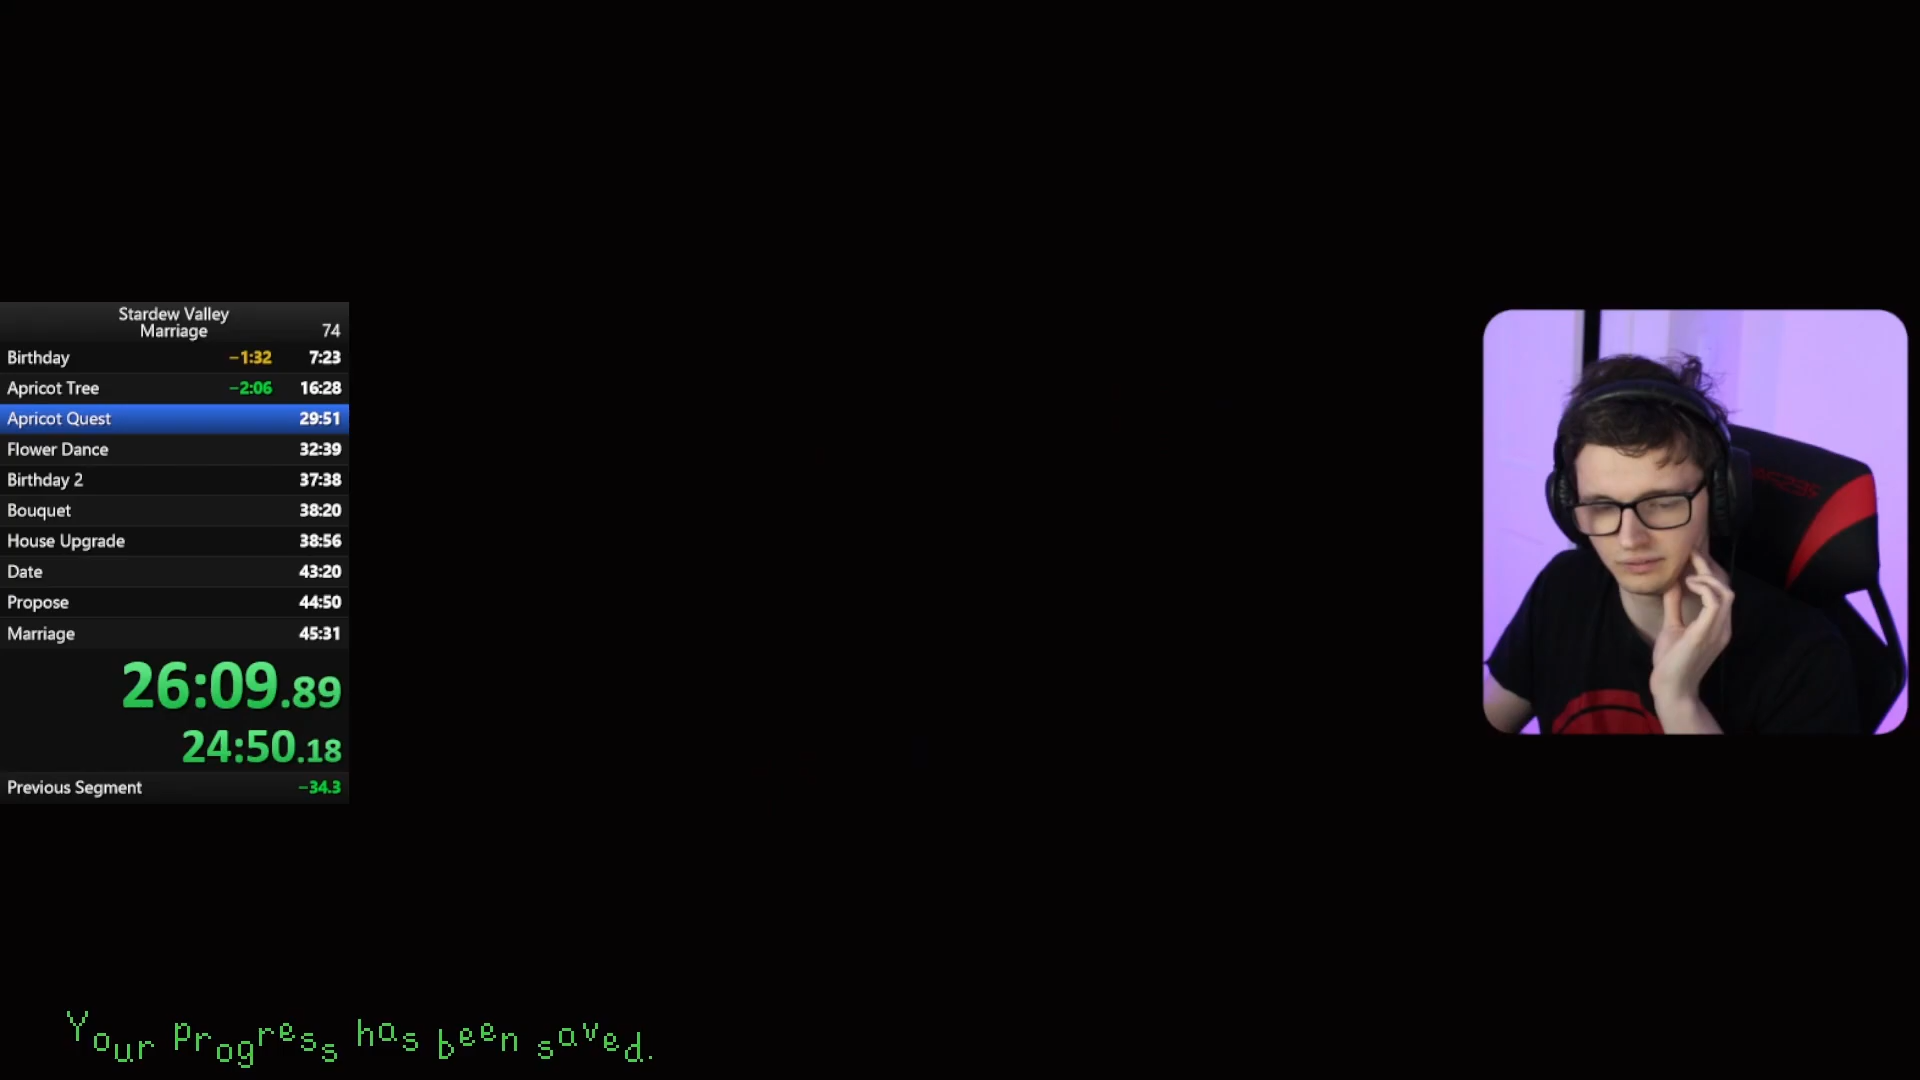 Stardew Valley
Marriage 74
Birthday −1:32 7:23
Apricot Tree −2:06 16:28
Apricot Quest 29:51
Flower Dance 32:39
Birthday 2 37:38
Bouquet 38:20
House Upgrade 38:56
Date 43:20
Propose 44:50
Marriage 45:31
26:09.89
24:50.18
Previous Segment −34.3
Your progress has been saved.